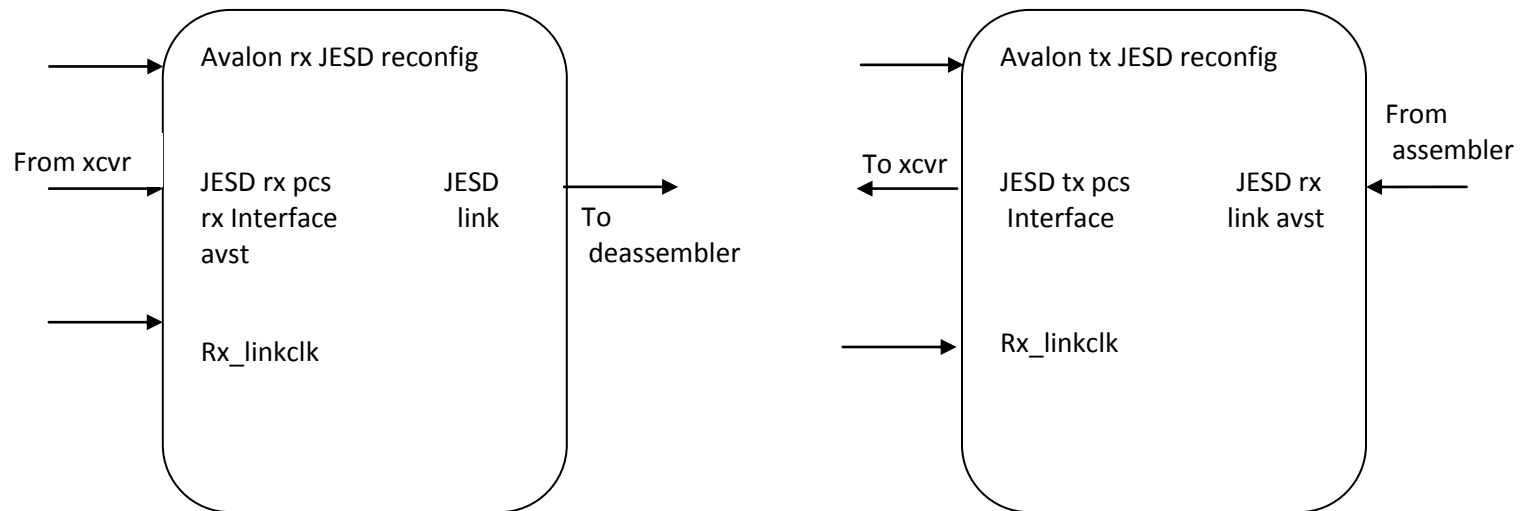 Avalon rx JESD reconfig
From xcvr
JESD rx pcs
rx Interface
avst
JESD
link
To
deassembler
Rx_linkclk
Avalon tx JESD reconfig
To xcvr
JESD tx pcs
Interface
JESD rx
link avst
From
assembler
Rx_linkclk